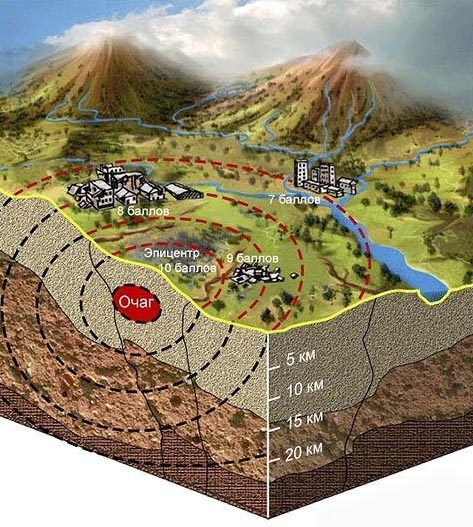 7 баллов
8 баллов
Эпицентр
10 баллов
9 баллов
Очаг
5 км
10 км
15 км
20 км